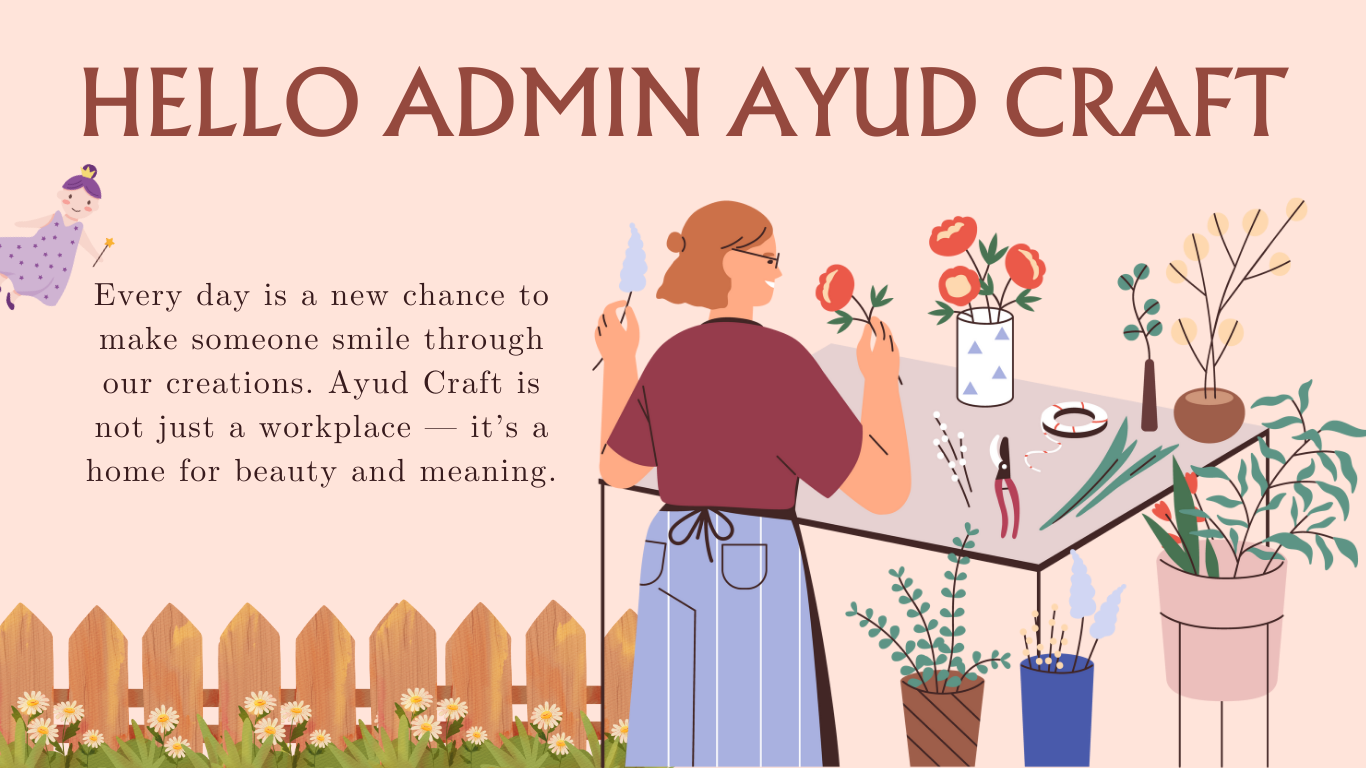 HELLO ADMIN AYUD CRAFT
Every day is a new chance to
make someone smile through
our creations. Ayud Craft is
not just a workplace — it’s a
home for beauty and meaning.